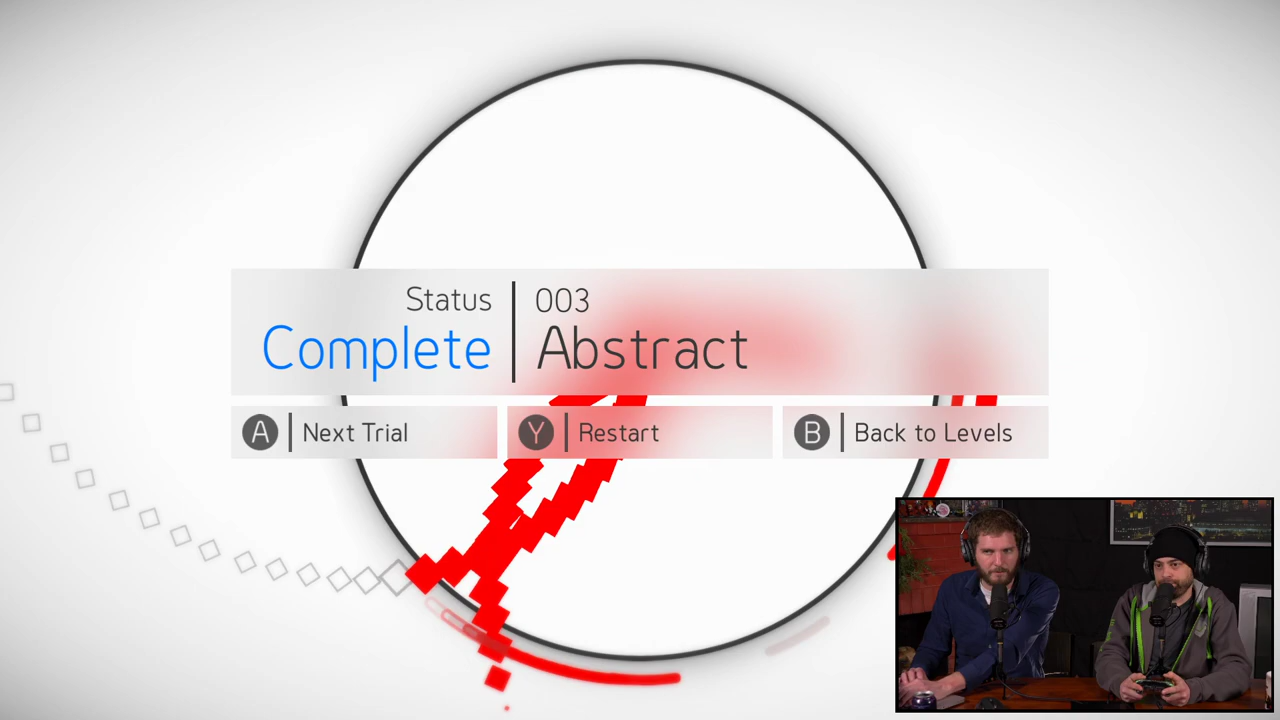 Status
003
Complete
Abstract
A Next Trial
Y Restart
B Back to Levels